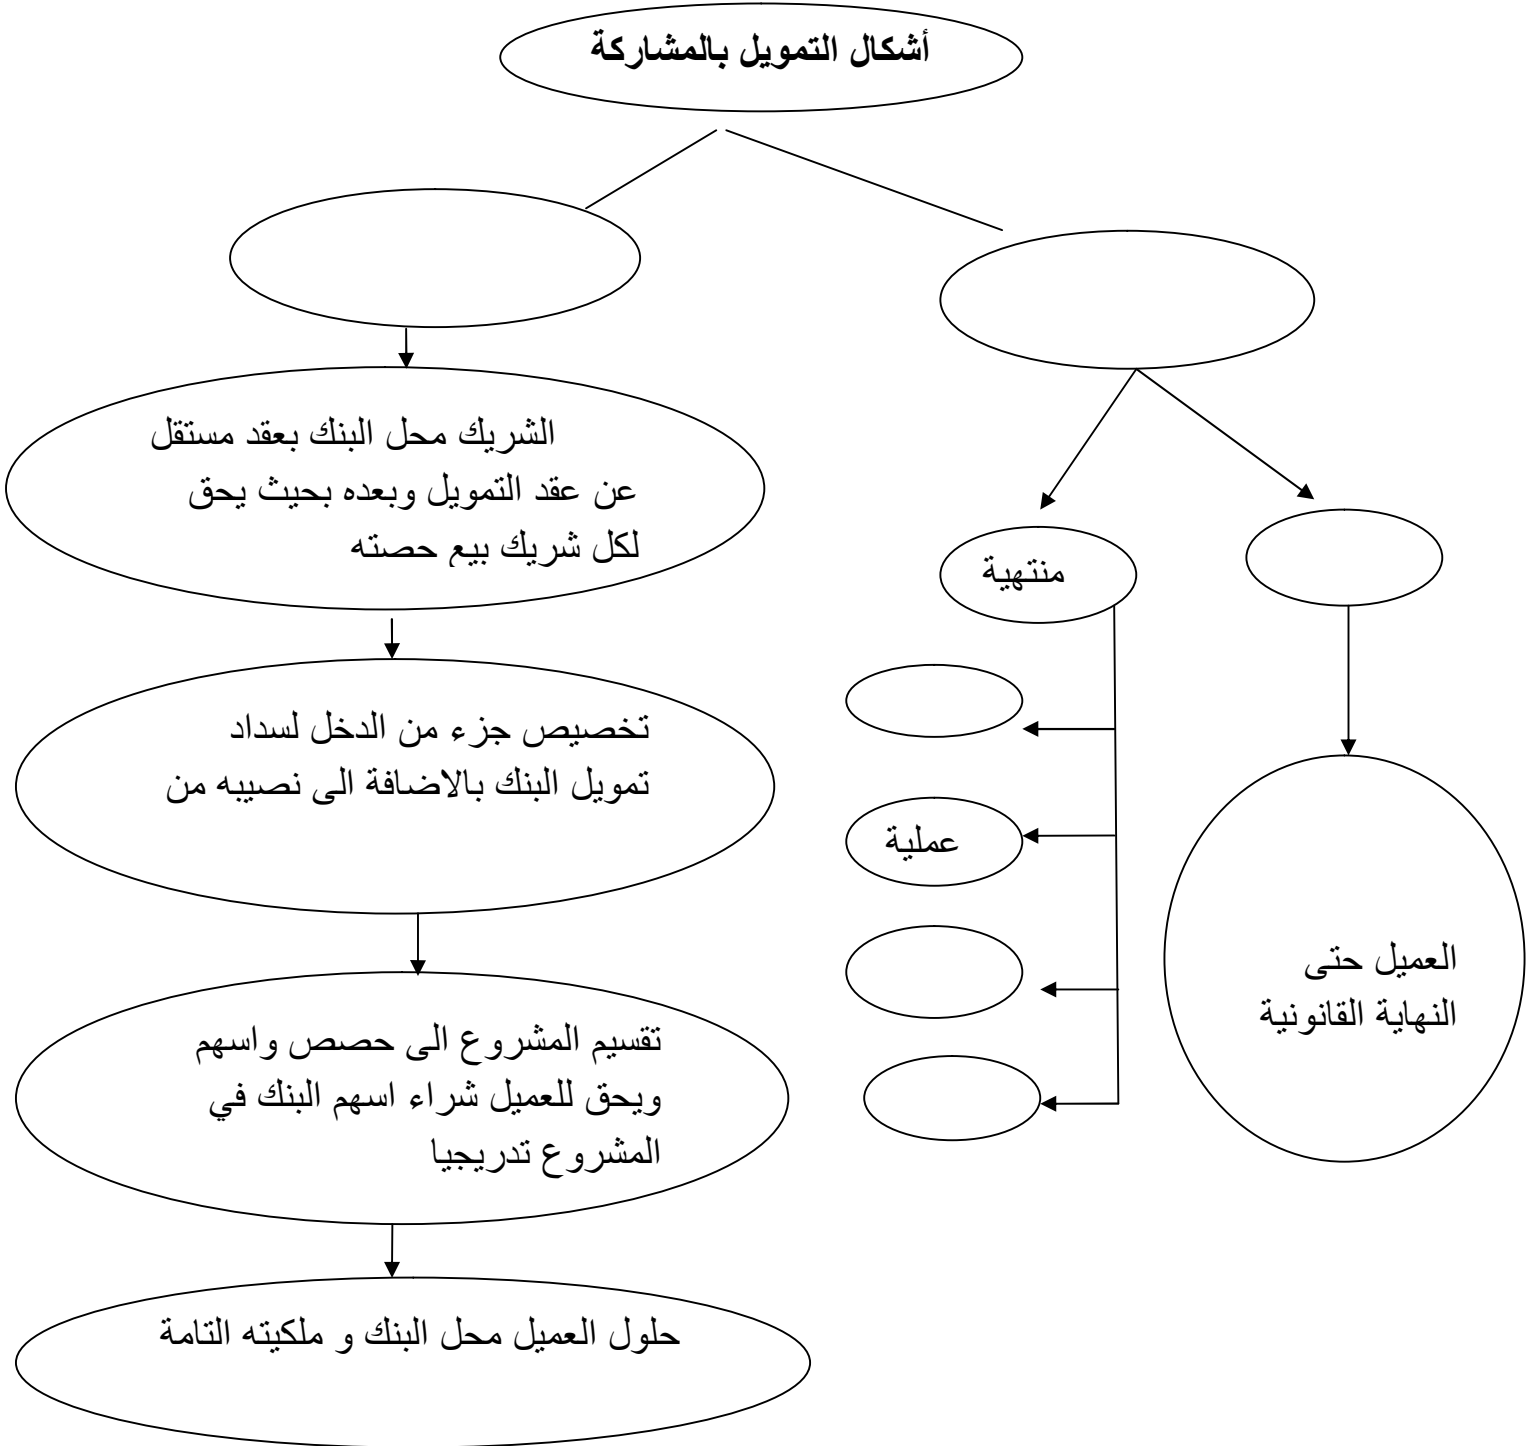 أشكال التمويل بالمشاركة
الشريك محل البنك بعقد مستقل
عن عقد التمويل وبعده بحيث يحق
لكل شريك بيع حصته
منتهية
تخصيص جزء من الدخل لسداد
تمويل البنك بالاضافة الى نصيبه من
عملية
العميل حتى
النهاية القانونية
تقسيم المشروع الى حصص واسهم
ويحق للعميل شراء اسهم البنك في
المشروع تدريجيا
حلول العميل محل البنك و ملكيته التامة